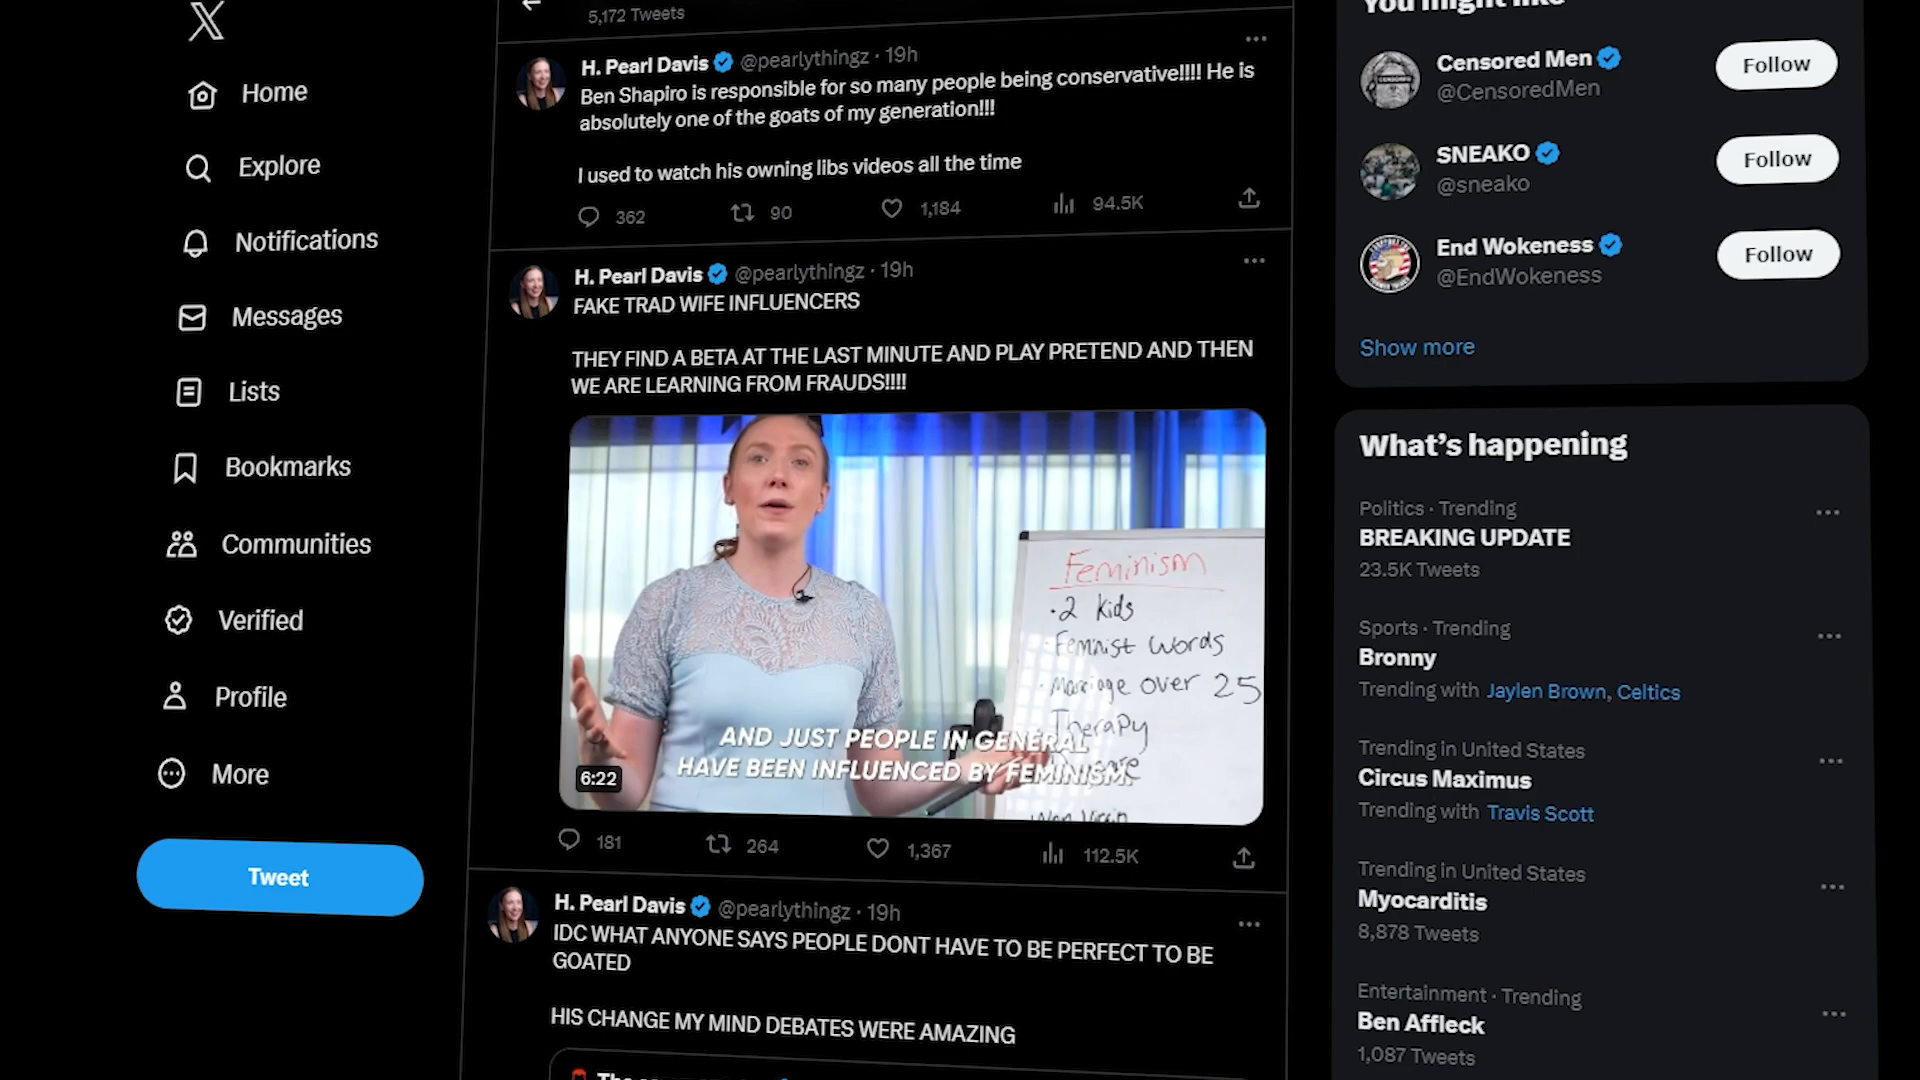 X
Home
Explore
Notifications
Messages
Lists
Bookmarks
Communities
Verified
Profile
More
Tweet
5,172 Tweets
H. Pearl Davis @pearlythingz · 19h
Ben Shapiro is responsible for so many people being conservative!!!! He is
absolutely one of the goats of my generation!!!
I used to watch his owning libs videos all the time
362 90 1,184 94.5K
H. Pearl Davis @pearlythingz · 19h
FAKE TRAD WIFE INFLUENCERS
THEY FIND A BETA AT THE LAST MINUTE AND PLAY PRETEND AND THEN
WE ARE LEARNING FROM FRAUDS!!!!
Feminism
· 2 kids
· Feminist words
· Marriage over 25
Therapy
AND JUST PEOPLE IN GENERAL
HAVE BEEN INFLUENCED BY FEMINISM.
6:22
181 264 1,367 112.5K
H. Pearl Davis @pearlythingz · 19h
IDC WHAT ANYONE SAYS PEOPLE DONT HAVE TO BE PERFECT TO BE
GOATED
HIS CHANGE MY MIND DEBATES WERE AMAZING
You might like
Censored Men
@CensoredMen
Follow
SNEAKO
@sneako
Follow
End Wokeness
@EndWokeness
Follow
Show more
What's happening
Politics · Trending
BREAKING UPDATE
23.5K Tweets
Sports · Trending
Bronny
Trending with Jaylen Brown, Celtics
Trending in United States
Circus Maximus
Trending with Travis Scott
Trending in United States
Myocarditis
8,878 Tweets
Entertainment · Trending
Ben Affleck
1,087 Tweets